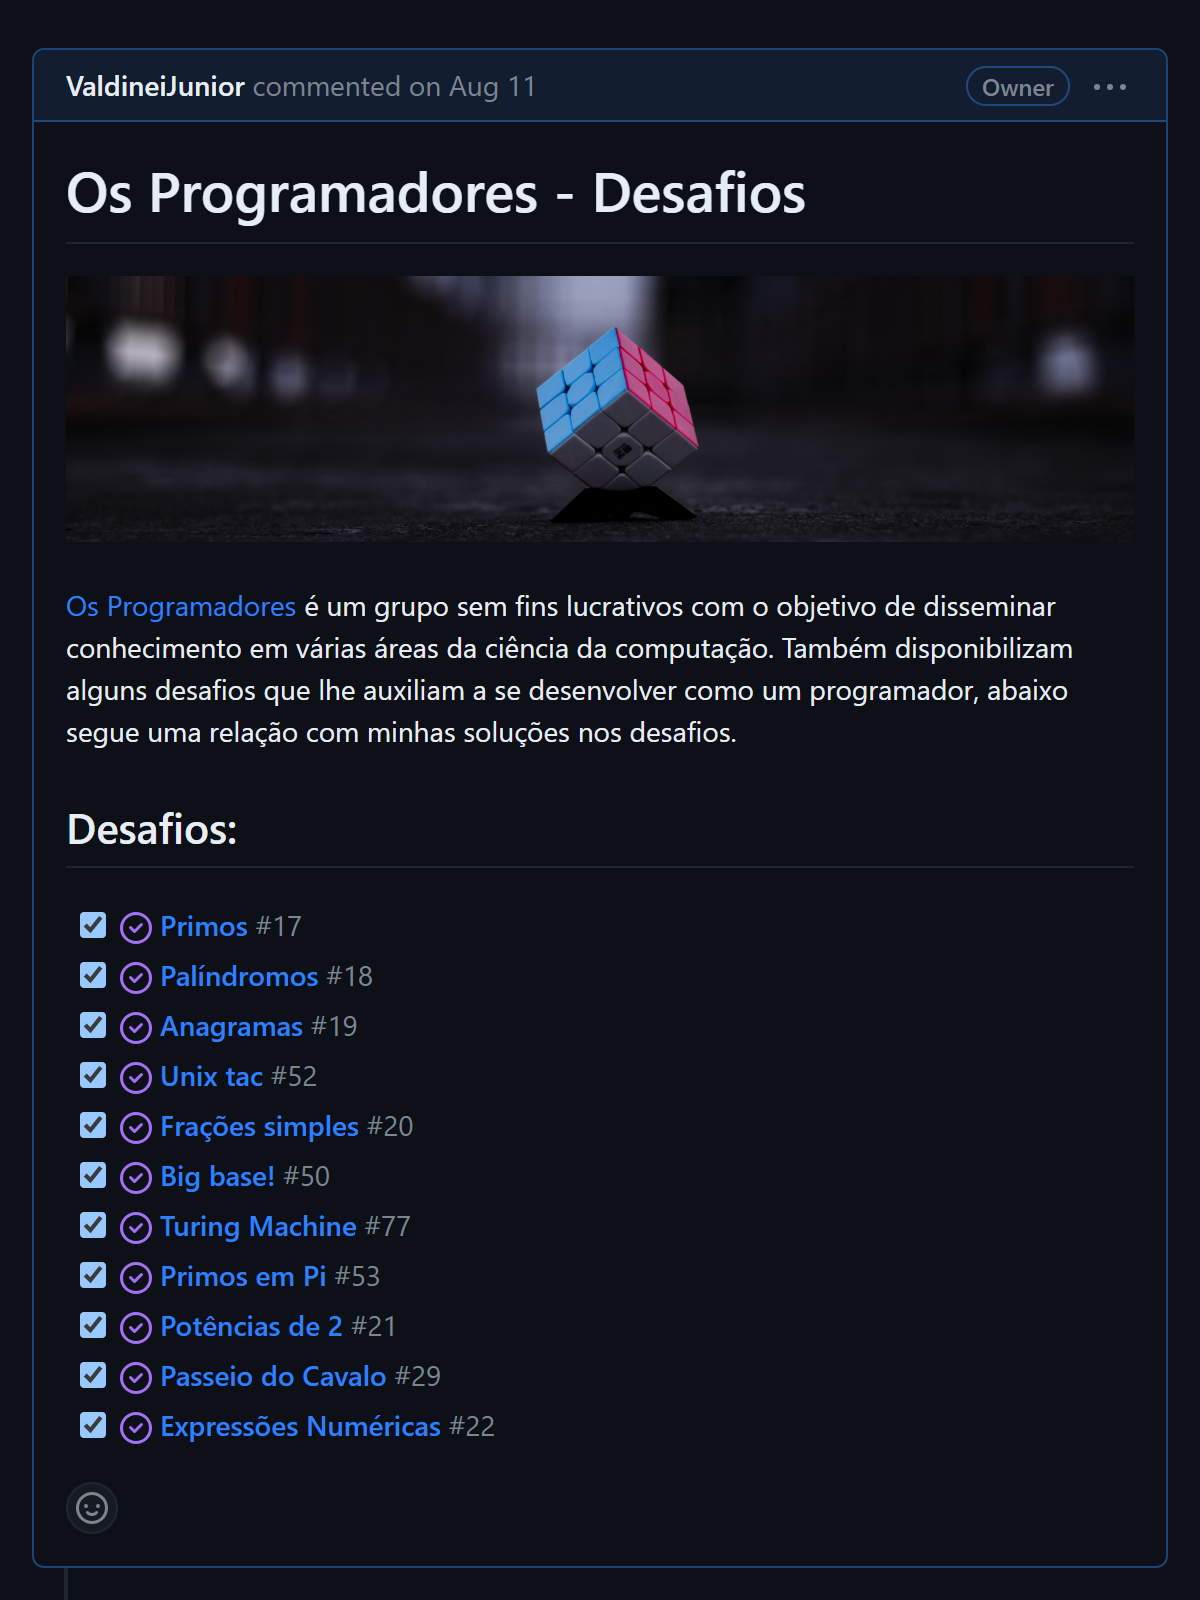 ValdineiJunior commented on Aug 11
Owner
Os Programadores - Desafios
Os Programadores é um grupo sem fins lucrativos com o objetivo de disseminar
conhecimento em várias áreas da ciência da computação. Também disponibilizam
alguns desafios que lhe auxiliam a se desenvolver como um programador, abaixo
segue uma relação com minhas soluções nos desafios.
Desafios:
Primos #17
Palíndromos #18
Anagramas #19
Unix tac #52
Frações simples #20
Big base! #50
Turing Machine #77
Primos em Pi #53
Potências de 2 #21
Passeio do Cavalo #29
Expressões Numéricas #22